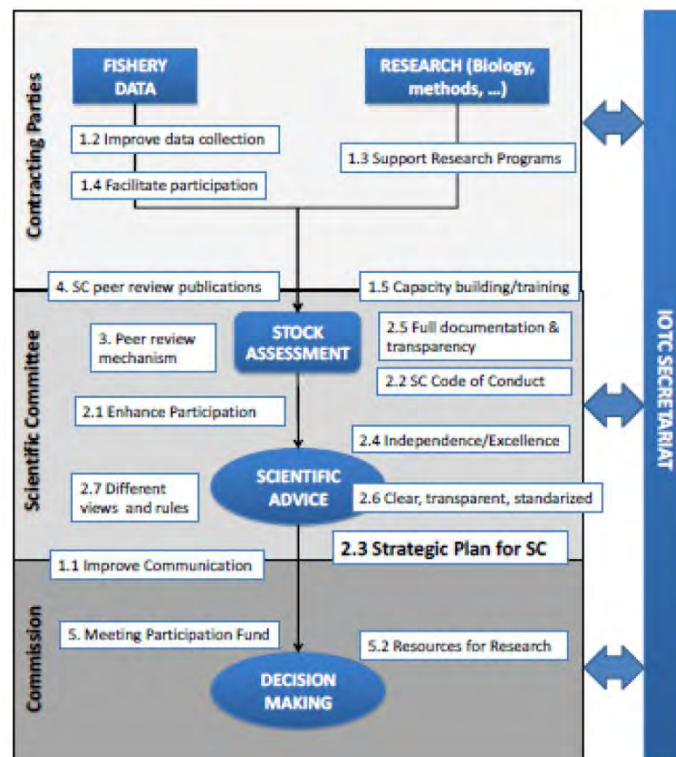 Contracting Parties
FISHERY
DATA
RESEARCH (Biology,
methods, ...)
1.2 Improve data collection
1.3 Support Research Programs
1.4 Facilitate participation
4. SC peer review publications
1.5 Capacity building/training
Scientific Committee
3. Peer review
mechanism
STOCK
ASSESSMENT
2.5 Full documentation &
transparency
2.2 SC Code of Conduct
2.1 Enhance Participation
2.4 Independence/Excellence
2.7 Different
views and rules
SCIENTIFIC
ADVICE
2.6 Clear, transparent, standarized
2.3 Strategic Plan for SC
1.1 Improve Communication
Commission
5. Meeting Participation Fund
5.2 Resources for Research
DECISION
MAKING
IOTC SECRETARIAT